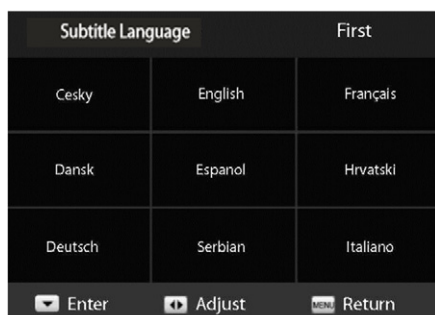 Subtitle Language First
Cesky English Français
Dansk Espanol Hrvatski
Deutsch Serbian Italiano
Enter Adjust MENU Return